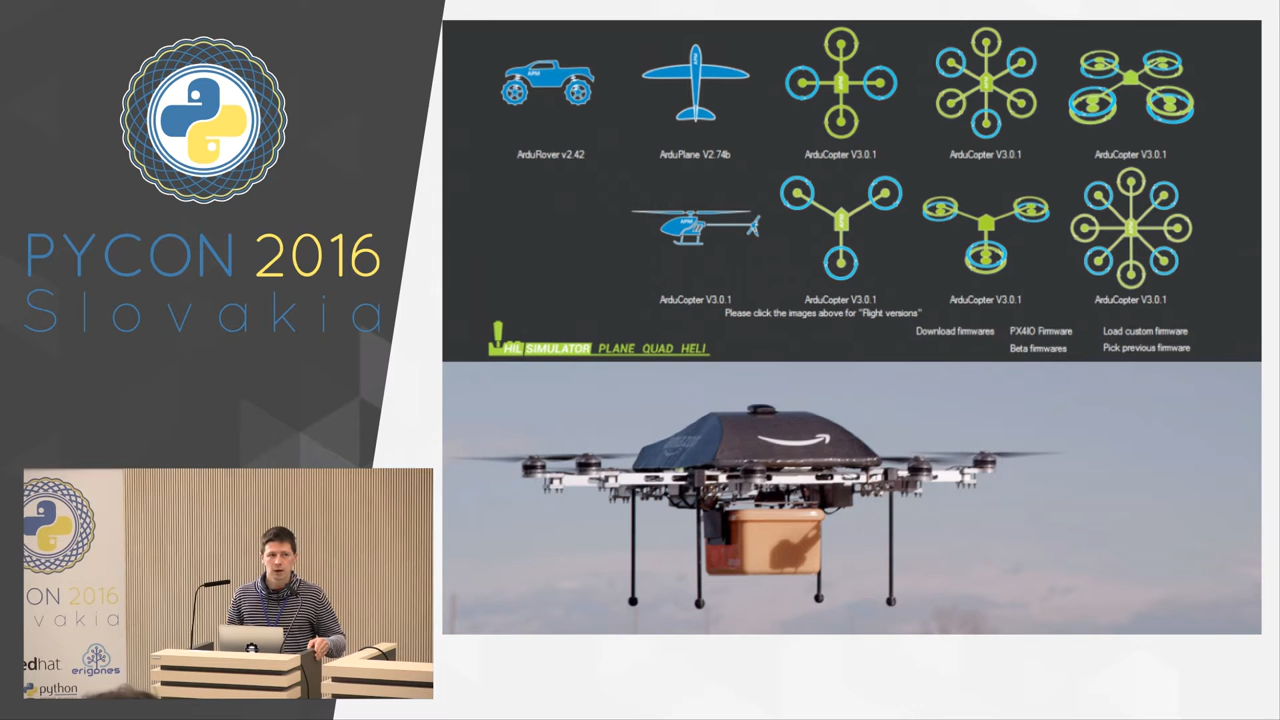 PYCON 2016
Slovakia
APM
ArduRover v2.42
ArduPlane V2.74b
ArduCopter V3.0.1
ArduCopter V3.0.1
ArduCopter V3.0.1
APM
ArduCopter V3.0.1
ArduCopter V3.0.1
ArduCopter V3.0.1
ArduCopter V3.0.1
Please click the images above for "Flight versions"
Download firmwares
PX4IO Firmware
Load custom firmware
Beta firmwares
Pick previous firmware
HIL SIMULATOR PLANE QUAD HELI
amazon
ON 2016
vakia
edhat
erigones
python